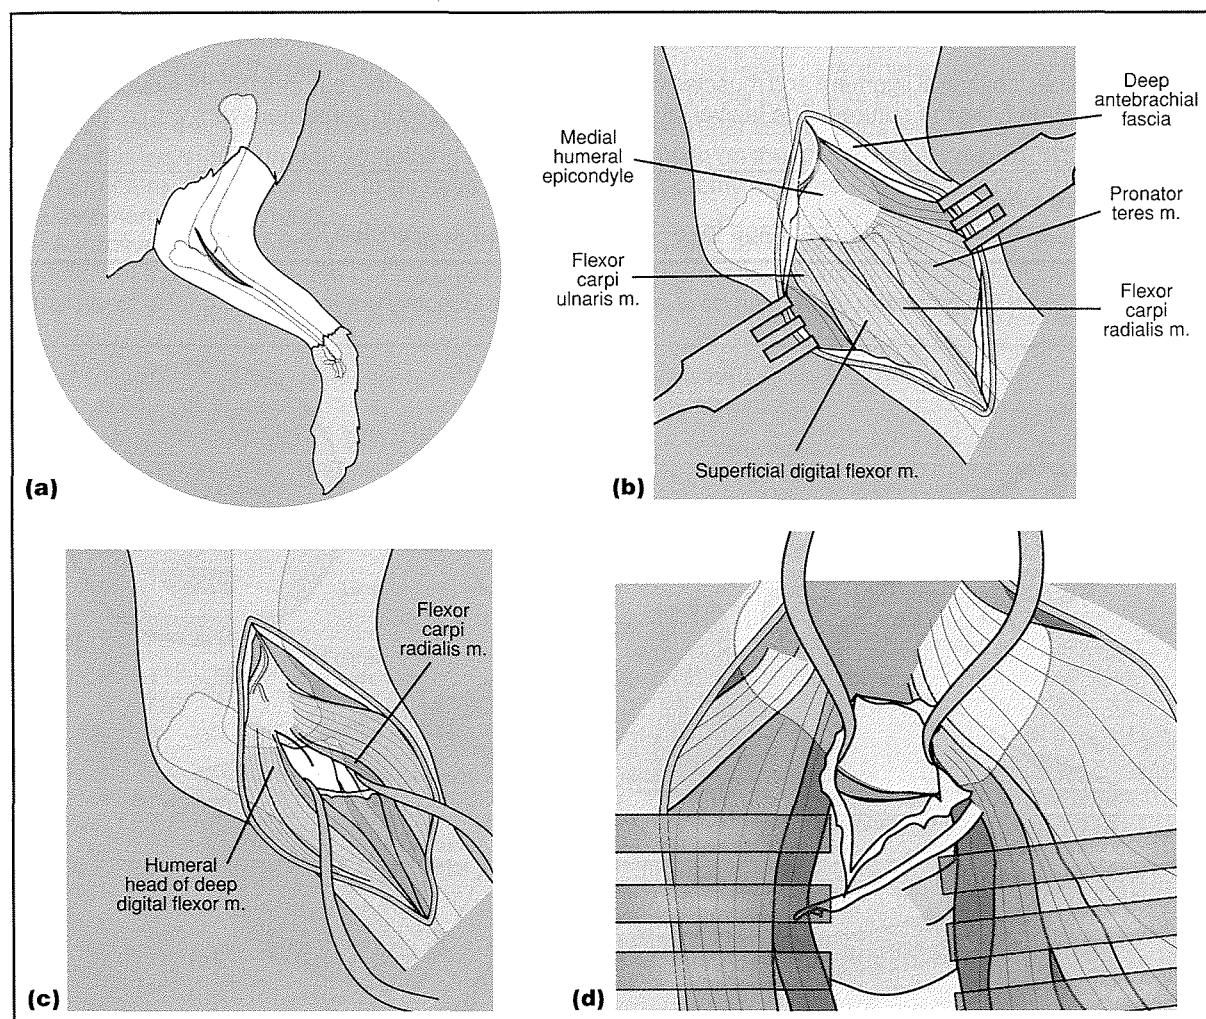 (a)
Medial
humeral
epicondyle
Deep
antebrachial
fascia
Pronator
teres m.
Flexor
carpi
ulnaris m.
Flexor
carpi
radialis m.
Superficial digital flexor m.
(b)
Flexor
carpi
radialis m.
Humeral
head of deep
digital flexor m.
(c)
(d)